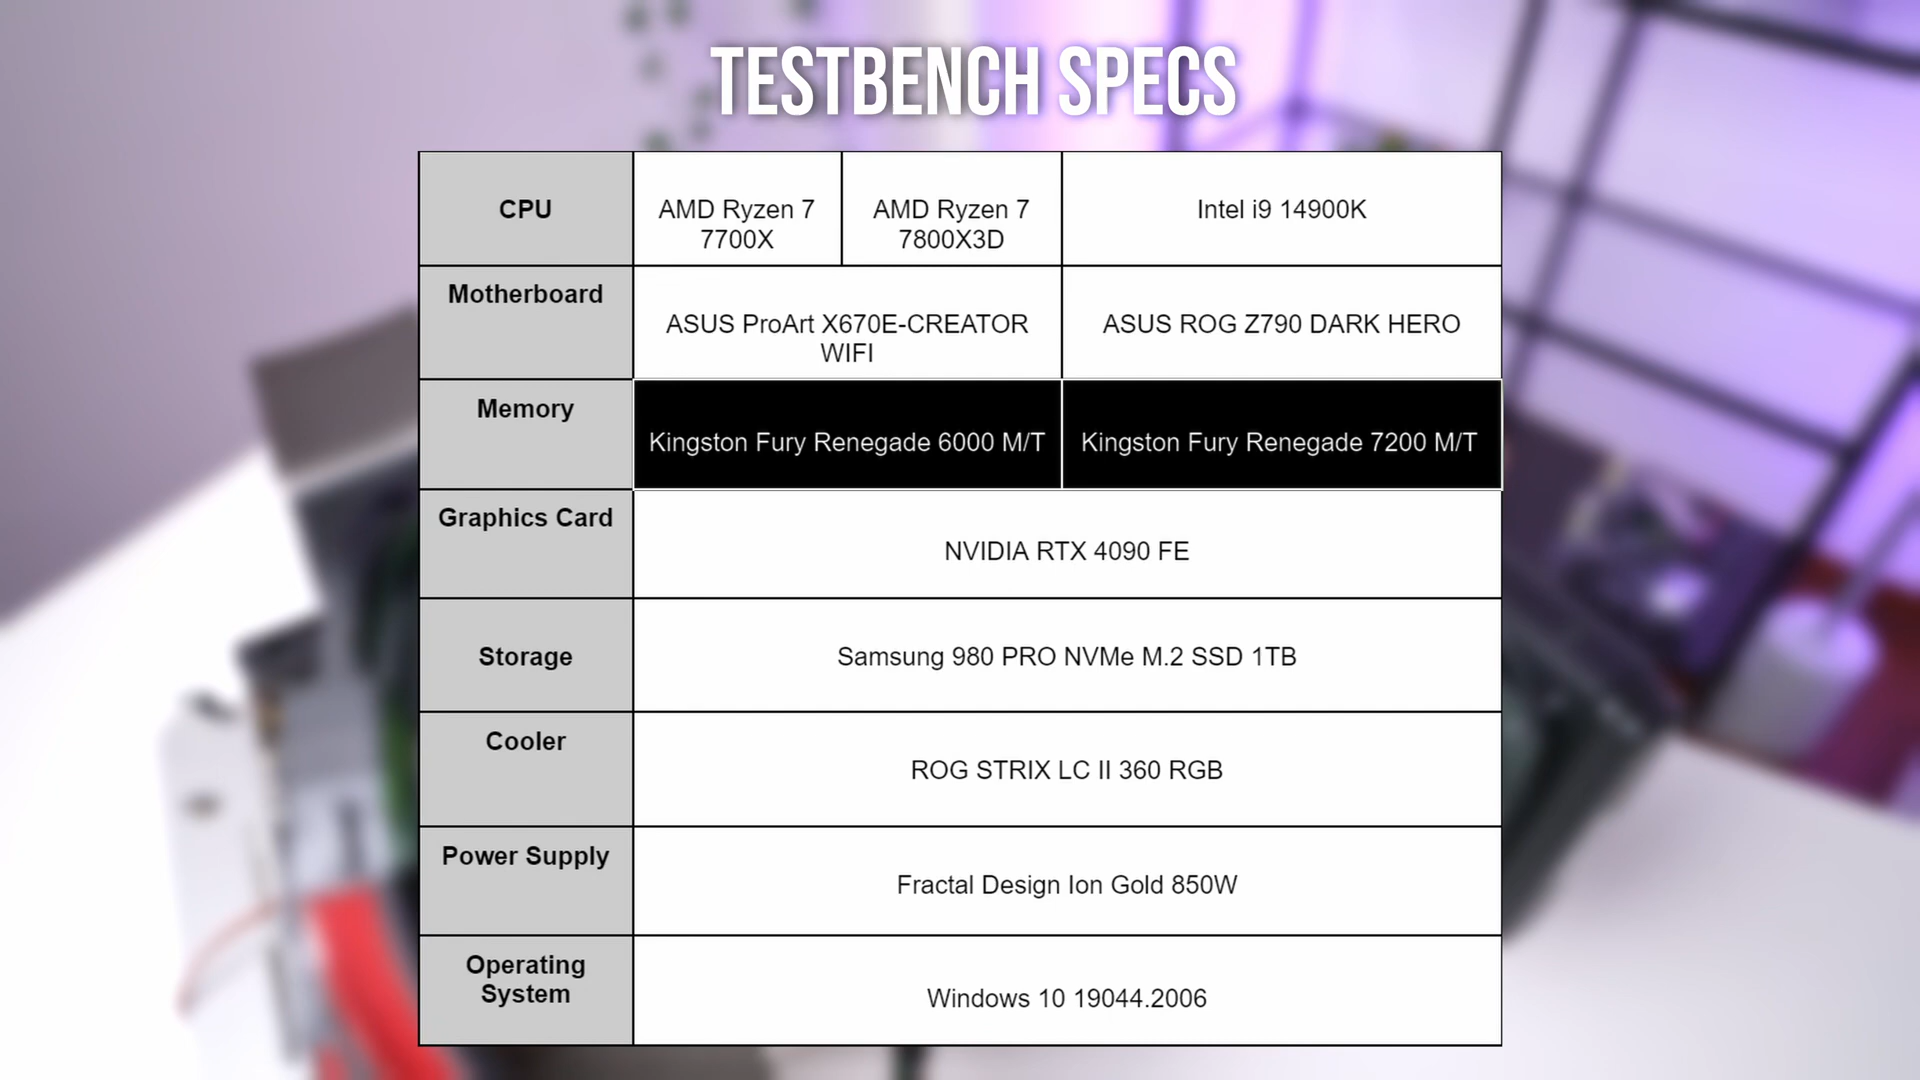 TESTBENCH SPECS
CPU
AMD Ryzen 7
7700X
AMD Ryzen 7
7800X3D
Intel i9 14900K
Motherboard
ASUS ProArt X670E-CREATOR
WIFI
ASUS ROG Z790 DARK HERO
Memory
Kingston Fury Renegade 6000 M/T
Kingston Fury Renegade 7200 M/T
Graphics Card
NVIDIA RTX 4090 FE
Storage
Samsung 980 PRO NVMe M.2 SSD 1TB
Cooler
ROG STRIX LC II 360 RGB
Power Supply
Fractal Design Ion Gold 850W
Operating
System
Windows 10 19044.2006